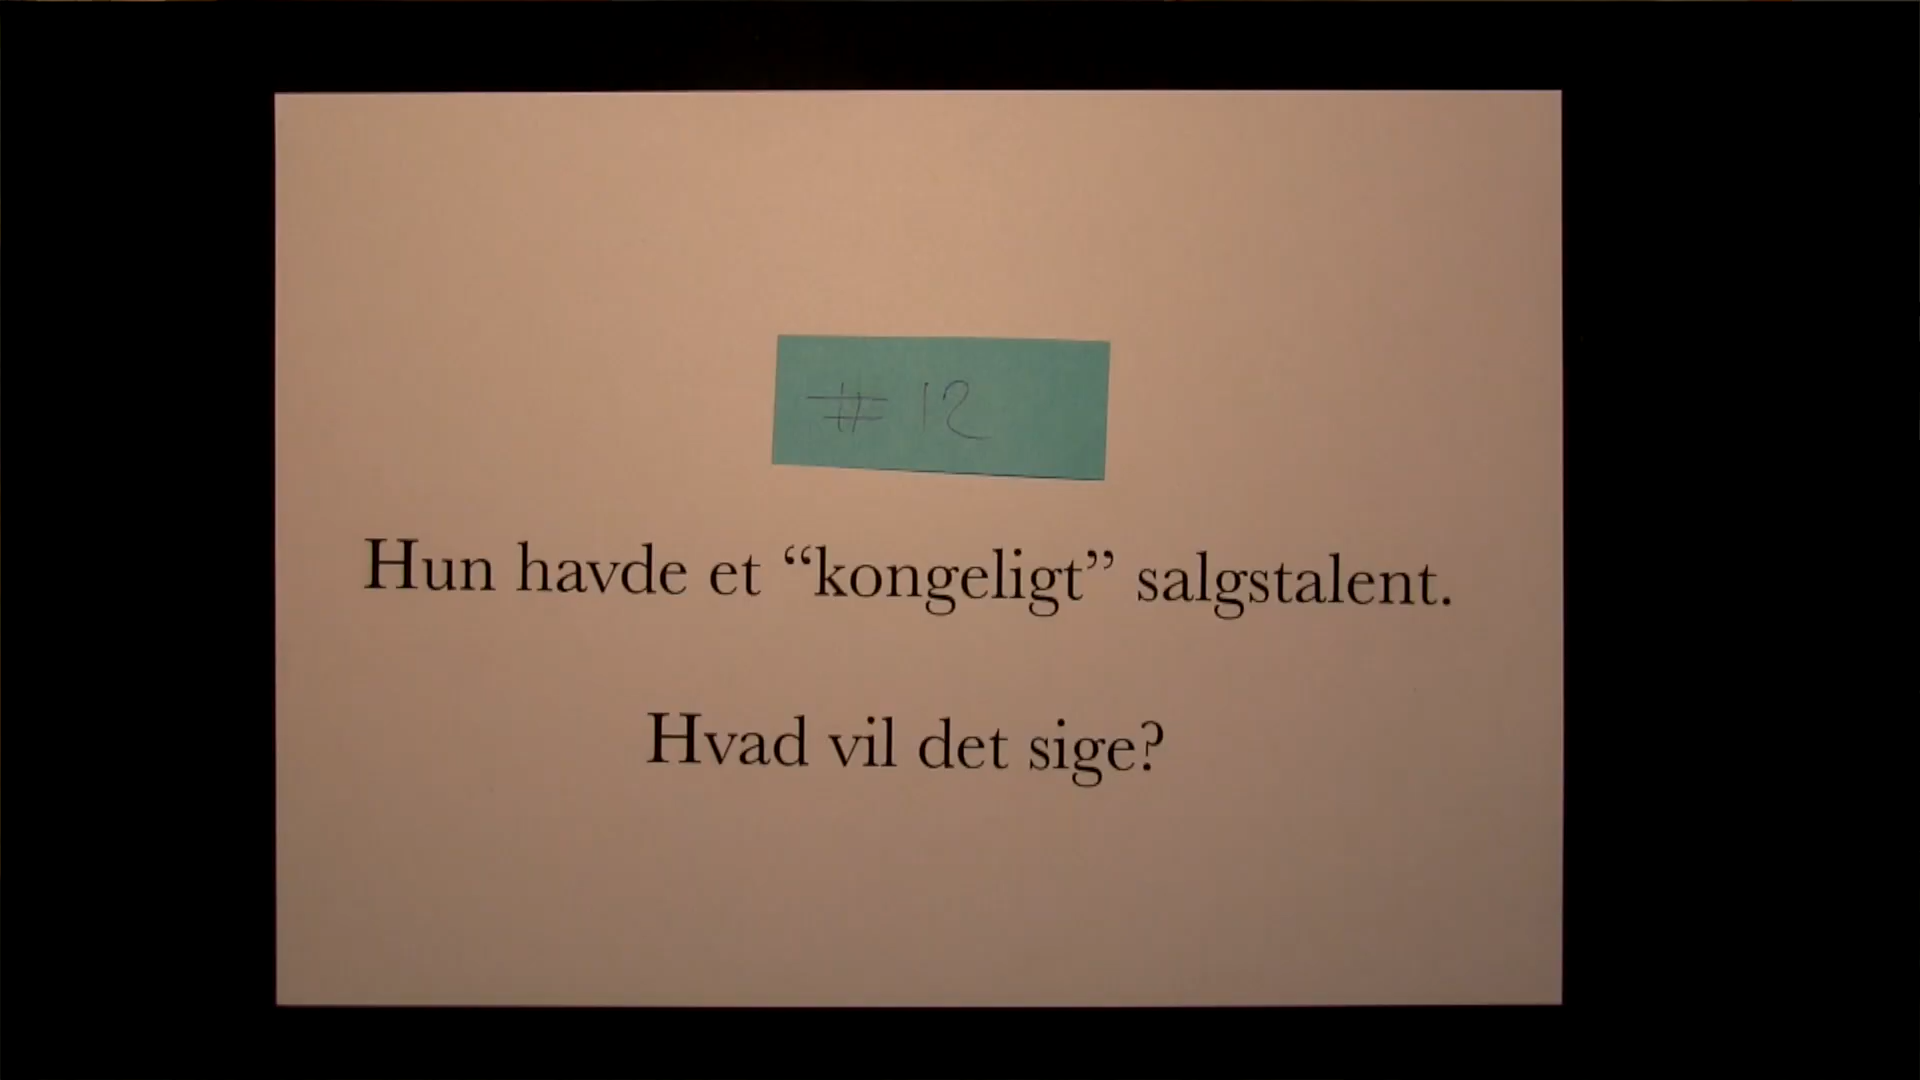 # 12
Hun havde et “kongeligt” salgstalent.
Hvad vil det sige?